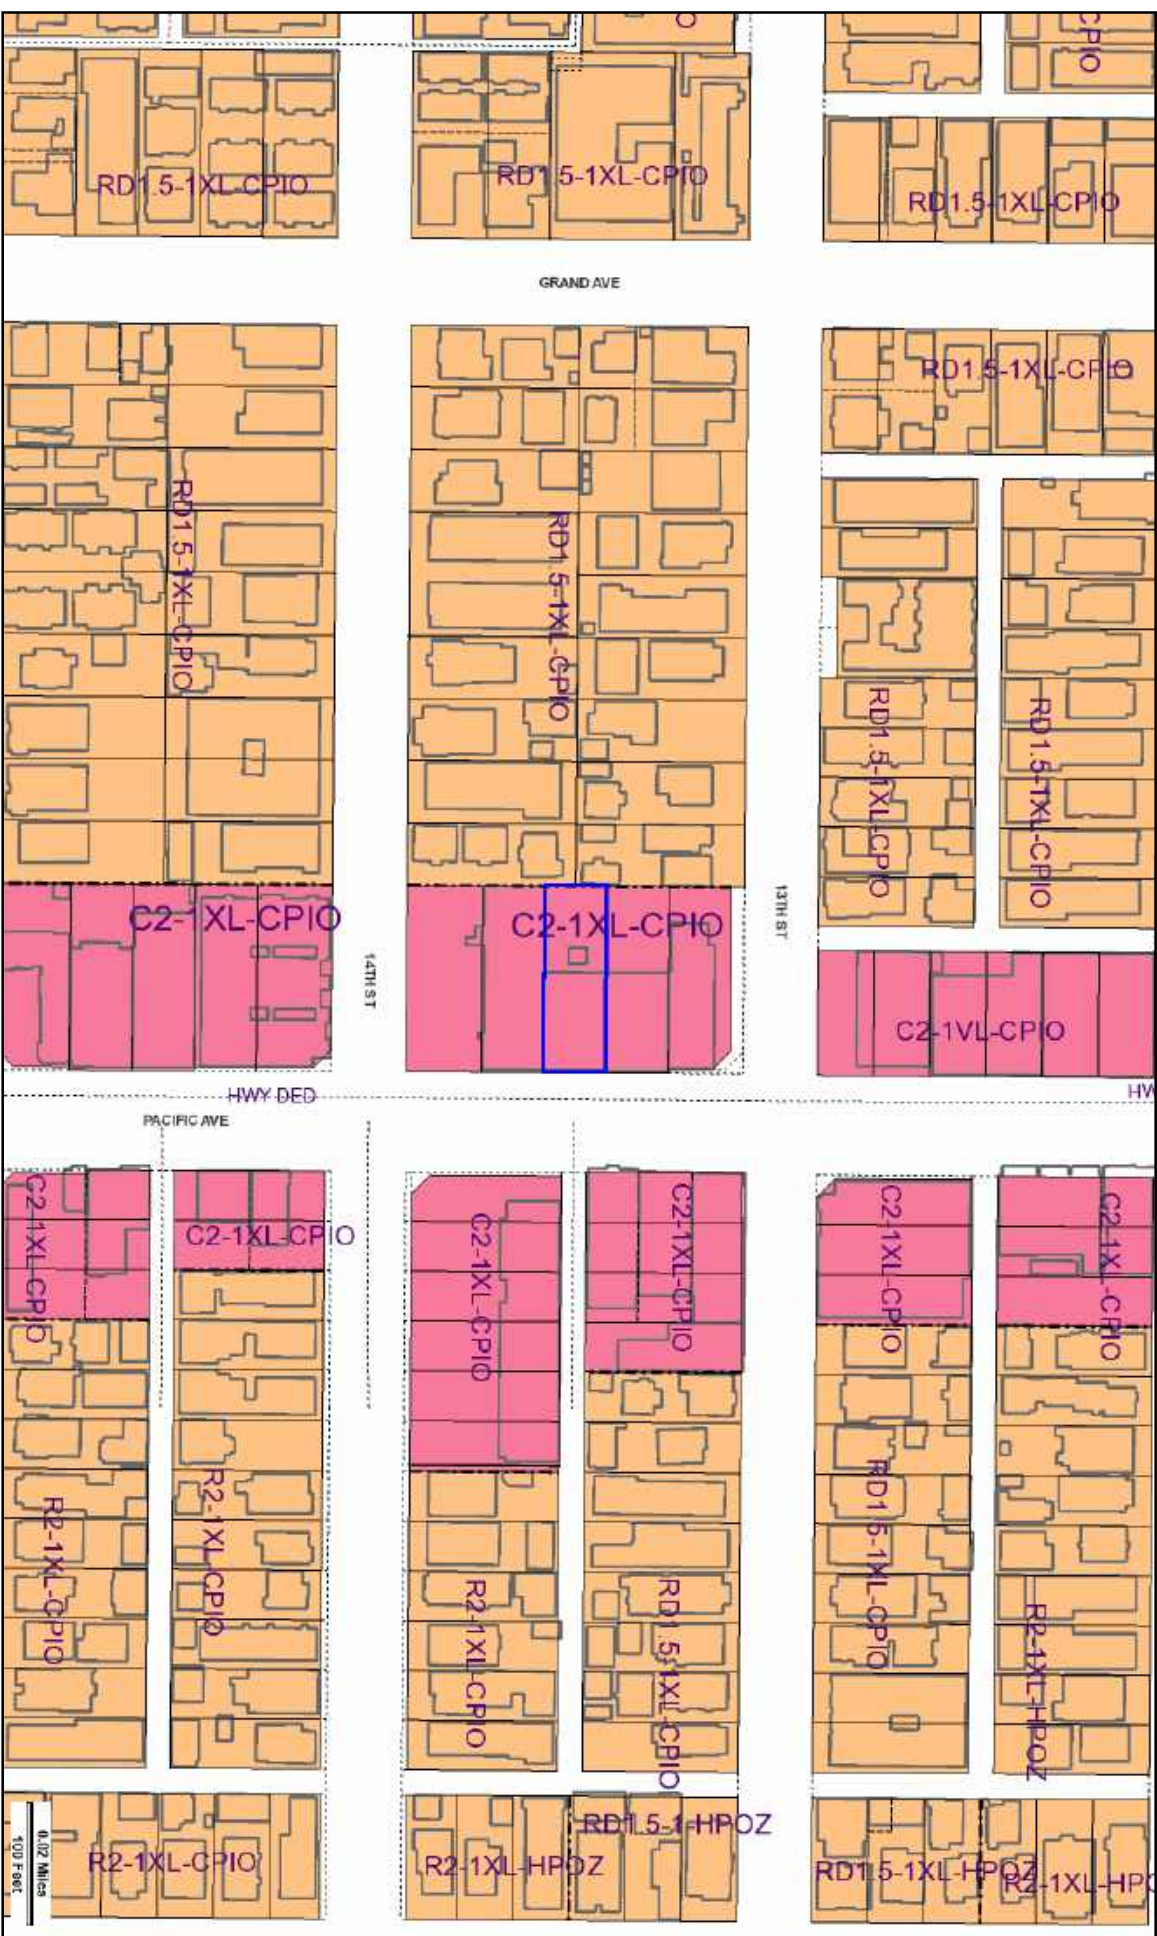 CPIO
RD1.5-1XL-CPIO
RD1.5-1XL-CPIO
RD1.5-1XL-CPIO
GRAND AVE
RD1.5-1XL-CPIO
RD1.5-1XL-CPIO
RD1.5-1XL-CPIO
RD1.5-1XL-CPIO
RD1.5-1XL-CPIO
C2-1XL-CPIO
C2-1XL-CPIO
13TH ST
14TH ST
C2-1VL-CPIO
HWY DED
HW
PACIFIC AVE
C2-1XL-CPIO
C2-1XL-CPIO
C2-1XL-CPIO
C2-1XL-CPIO
C2-1XL-CPIO
C2-1XL-CPIO
R2-1XL-CPIO
R2-1XL-CPIO
R2-1XL-CPIO
RD1.5-1XL-CPIO
RD1.5-1XL-CPIO
R2-1XL-HPOZ
RD1.5-1-HPOZ
0.02 Miles
100 Feet
R2-1XL-CPIO
R2-1XL-HPOZ
RD1.5-1XL-HPOZ
R2-1XL-HPO